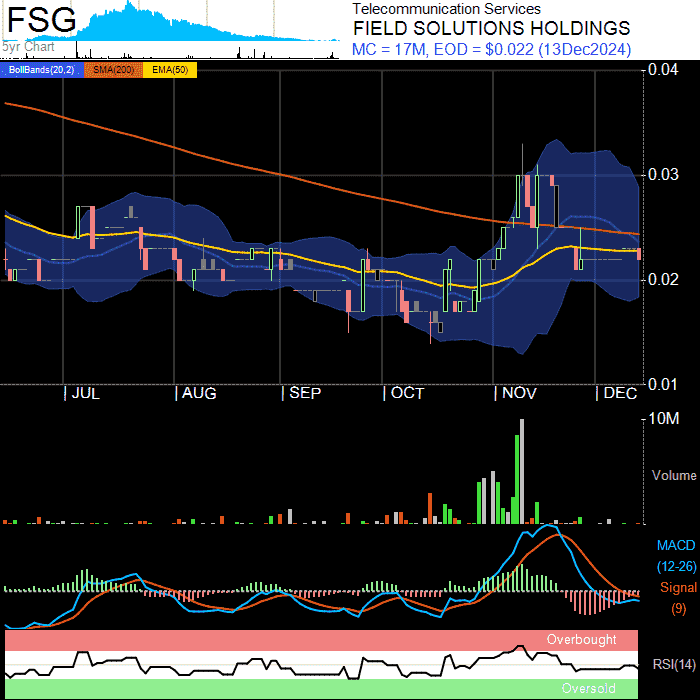 FSG
5yr Chart
Telecommunication Services
FIELD SOLUTIONS HOLDINGS
MC = 17M, EOD = $0.022 (13Dec2024)
BollBands(20,2) SMA(200) EMA(50)
0.04
0.03
0.02
0.01
JUL AUG SEP OCT NOV DEC
10M
Volume
MACD
(12-26)
Signal
(9)
Overbought
RSI(14)
Oversold